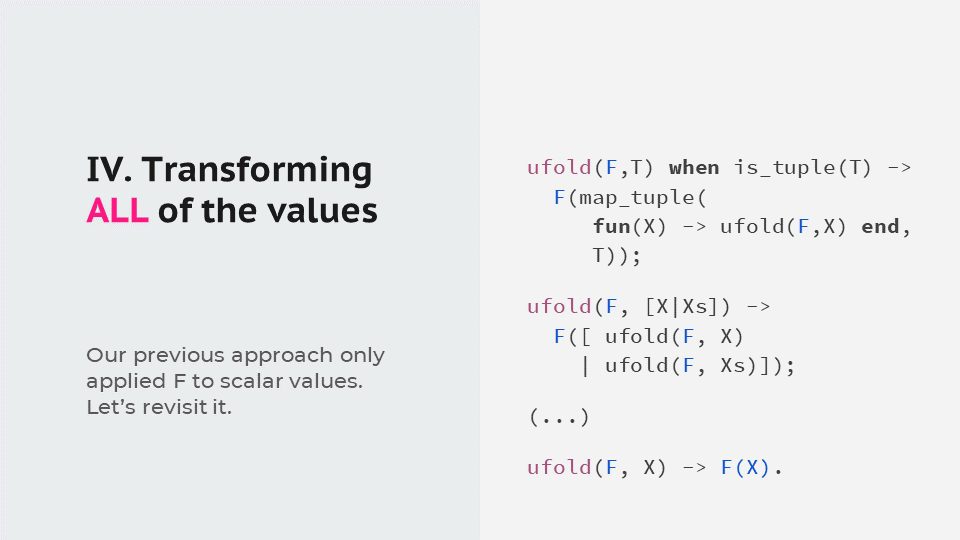 IV. Transforming
ALL of the values
Our previous approach only
applied F to scalar values.
Let's revisit it.
ufold(F,T) when is_tuple(T) ->
  F(map_tuple(
     fun(X) -> ufold(F,X) end,
     T));
ufold(F, [X|Xs]) ->
  F([ ufold(F, X)
    | ufold(F, Xs)]);
(...)
ufold(F, X) -> F(X).